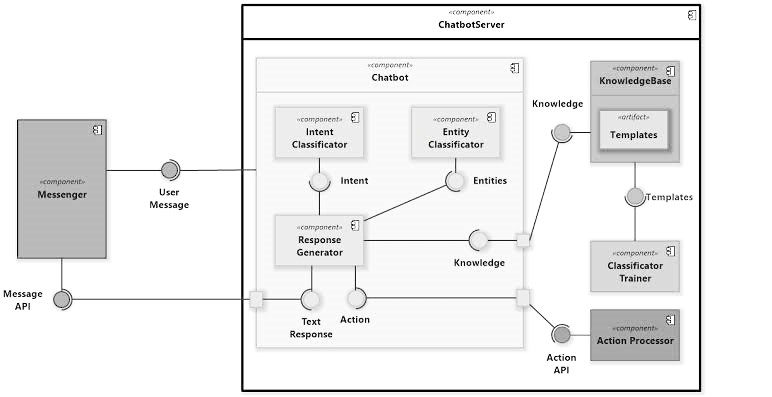 «component»
ChatbotServer
«component»
Chatbot
«component»
Intent
Classificator
«component»
Entity
Classificator
Intent
Entities
«component»
Response
Generator
Knowledge
Text
Response
Action
«component»
Messenger
User
Message
Message
API
Knowledge
«component»
KnowledgeBase
«artifact»
Templates
Templates
«component»
Classificator
Trainer
«component»
Action Processor
Action
API